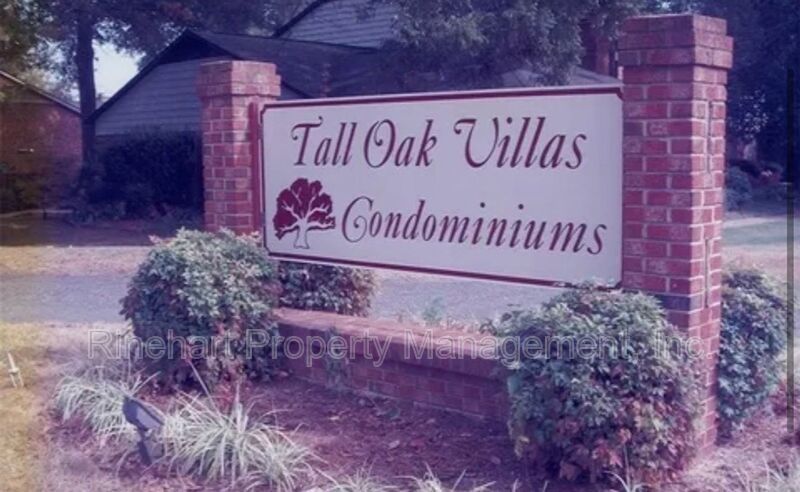 Tall Oak Villas
Condominiums
Rinehart Property Management, Inc.